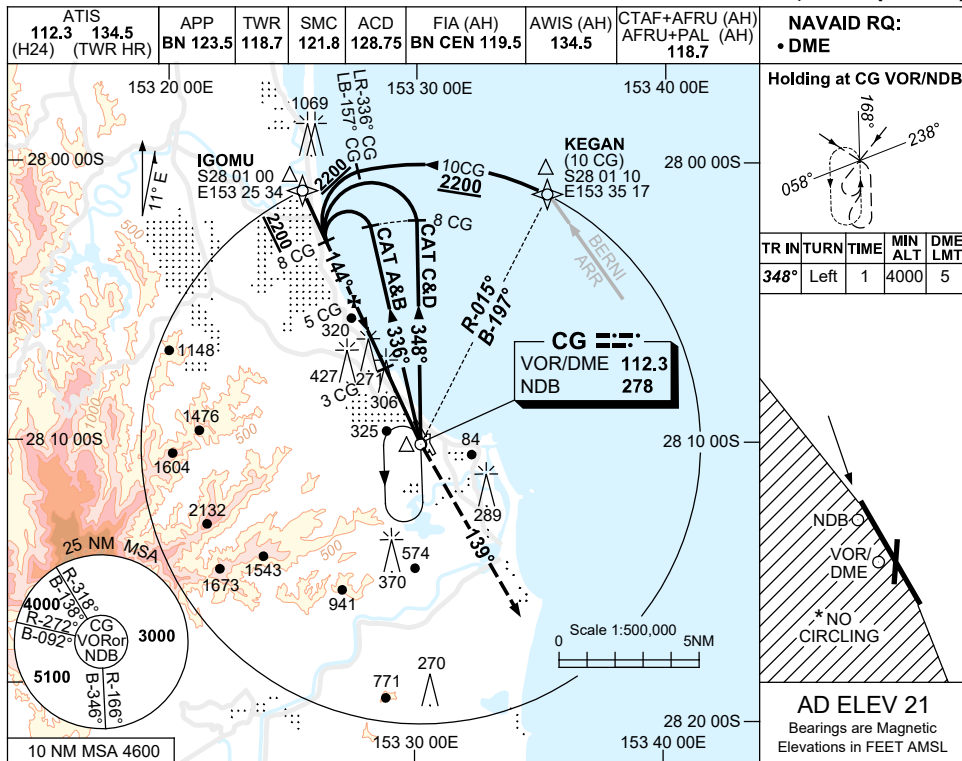 ATIS
112.3 134.5
(H24) (TWR HR)
APP
BN 123.5
TWR
118.7
SMC
121.8
ACD
128.75
FIA (AH)
BN CEN 119.5
AWIS (AH)
134.5
CTAF+AFRU (AH)
AFRU+PAL (AH)
118.7
NAVAID RQ:
• DME
153 20 00E
153 30 00E
153 40 00E
28 00 00S
28 00 00S
11° E
1069
LR-336° CG
LB-157° CG
IGOMU
S28 01 00
E153 25 34
2200
10CG
2200
KEGAN
(10 CG)
S28 01 10
E153 35 17
2200
8 CG
8 CG
BERNI
ARR
500
144°
CAT A&B
CAT C&D
336°
348°
R-015°
B-197°
5 CG
320
427
271
306
3 CG
325
CG
VOR/DME 112.3
NDB 278
1148
1476
1604
500
1000
28 10 00S
28 10 00S
84
289
139°
2132
1543
1673
500
574
370
941
25 NM MSA
R-318°
B-138°
4000
R-272°
B-092°
CG
VORor
NDB
3000
5100
R-166°
B-346°
10 NM MSA 4600
Scale 1:500,000
0 5NM
270
771
28 20 00S
153 30 00E
153 40 00E
Holding at CG VOR/NDB
168°
238°
058°
TR IN TURN TIME MIN ALT DME LMT
348° Left 1 4000 5
NDB
VOR/
DME
*NO
CIRCLING
AD ELEV 21
Bearings are Magnetic
Elevations in FEET AMSL